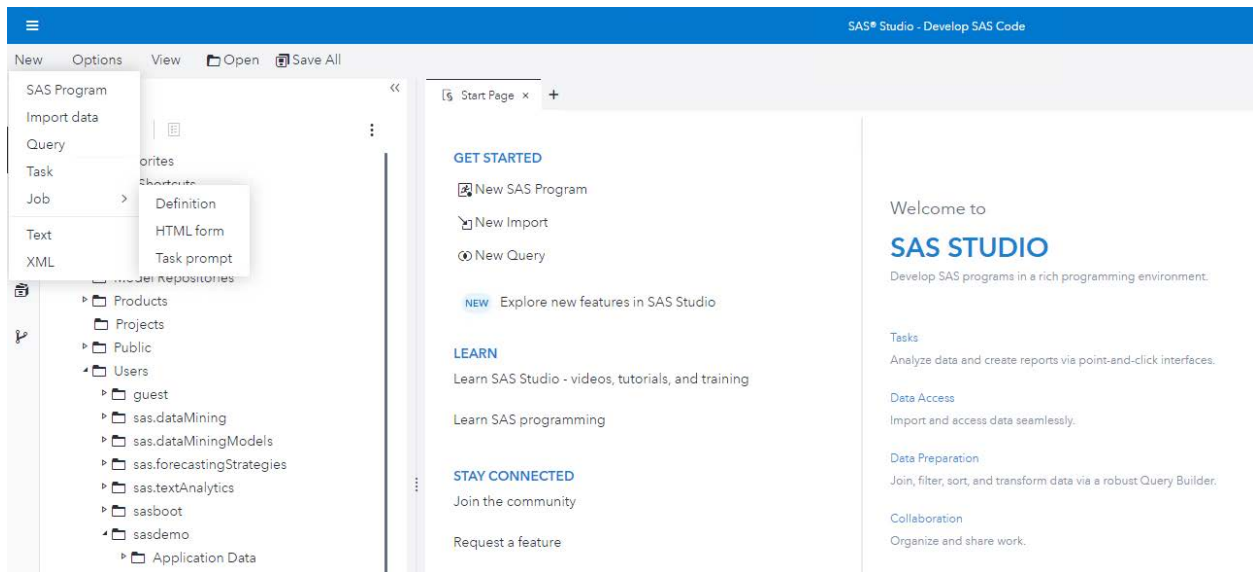 SAS® Studio - Develop SAS Code
New Options View Open Save All
SAS Program
Import data
Query
Task
Job >
Text
XML
Definition
HTML form
Task prompt
Products
Projects
Public
Users
guest
sas.dataMining
sas.dataMiningModels
sas.forecastingStrategies
sas.textAnalytics
sasboot
sasdemo
Application Data
Start Page × +
GET STARTED
New SAS Program
New Import
New Query
NEW Explore new features in SAS Studio
LEARN
Learn SAS Studio - videos, tutorials, and training
Learn SAS programming
STAY CONNECTED
Join the community
Request a feature
Welcome to
SAS STUDIO
Develop SAS programs in a rich programming environment.
Tasks
Analyze data and create reports via point-and-click interfaces.
Data Access
Import and access data seamlessly.
Data Preparation
Join, filter, sort, and transform data via a robust Query Builder.
Collaboration
Organize and share work.